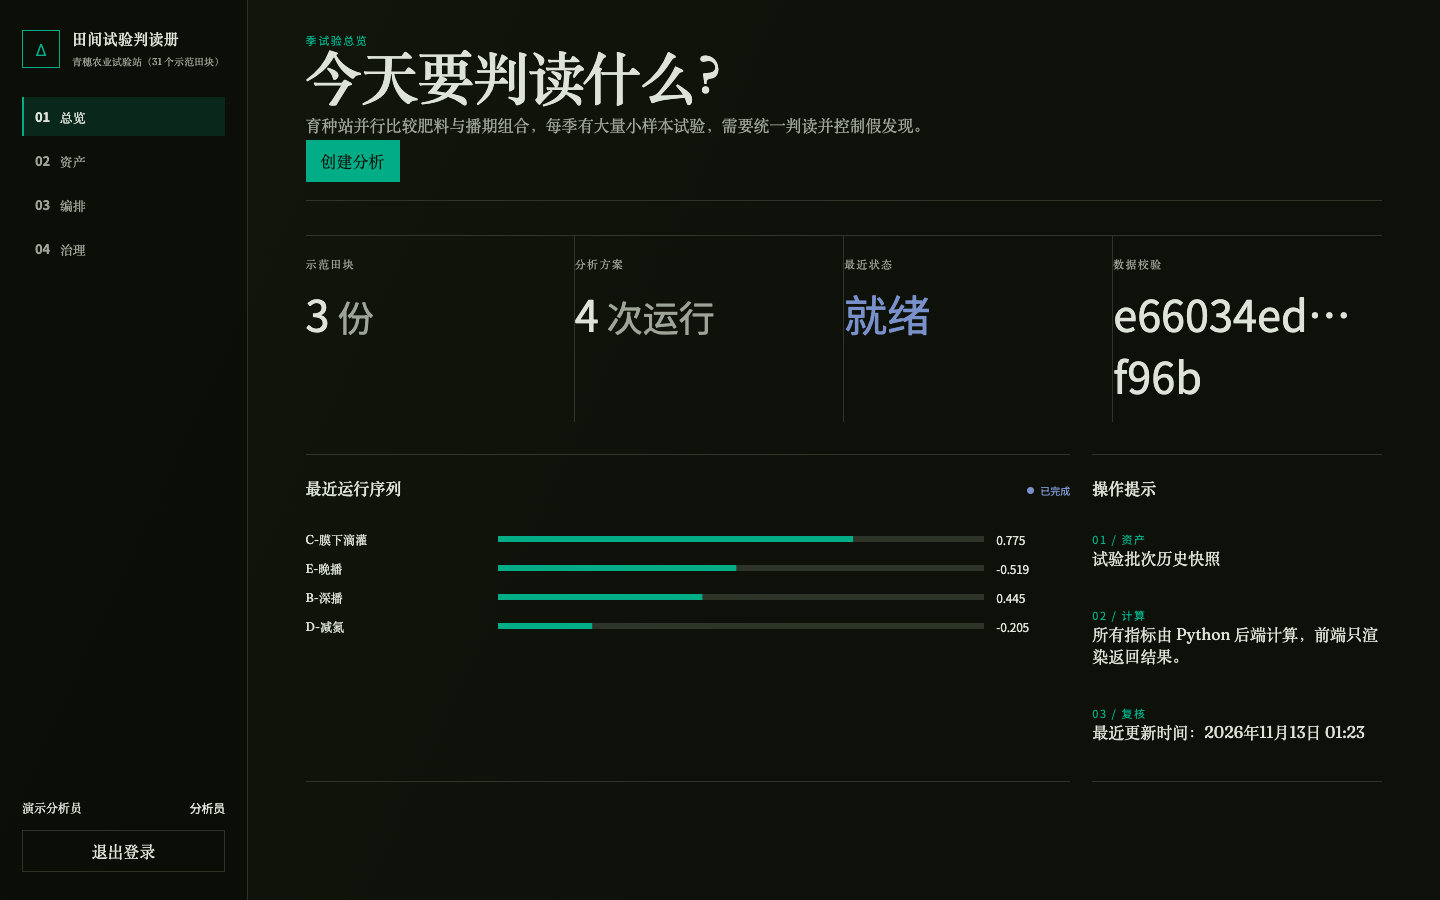 Δ
田间试验判读册
青穗农业试验站（31 个示范田块）
01 总览
02 资产
03 编排
04 治理
演示分析员
分析员
退出登录
季试验总览
今天要判读什么？
育种站并行比较肥料与播期组合，每季有大量小样本试验，需要统一判读并控制假发现。
创建分析
示范田块
3 份
分析方案
4 次运行
最近状态
就绪
数据校验
e66034ed…
f96b
最近运行序列
已完成
C-膜下滴灌 0.775
E-晚播 -0.519
B-深播 0.445
D-减氮 -0.205
操作提示
01 / 资产
试验批次历史快照
02 / 计算
所有指标由 Python 后端计算，前端只渲
染返回结果。
03 / 复核
最近更新时间：2026年11月13日 01:23